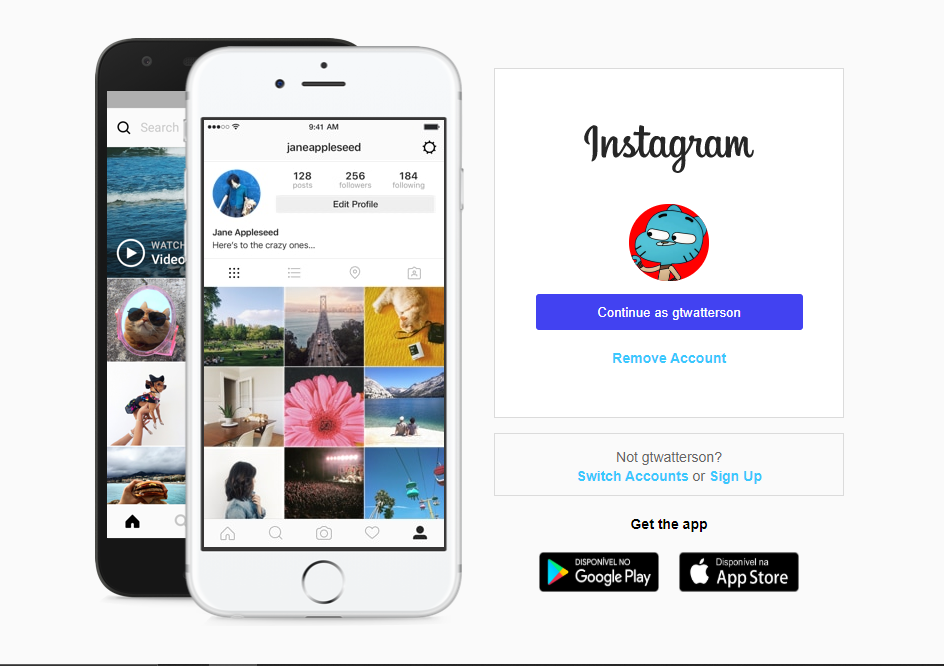 Search
WATCH
Video
9:41 AM
janeappleseed
128
posts
256
followers
184
following
Edit Profile
Jane Appleseed
Here's to the crazy ones...
Instagram
Continue as gtwatterson
Remove Account
Not gtwatterson?
Switch Accounts or Sign Up
Get the app
DISPONÍVEL NO
Google Play
Disponível na
App Store